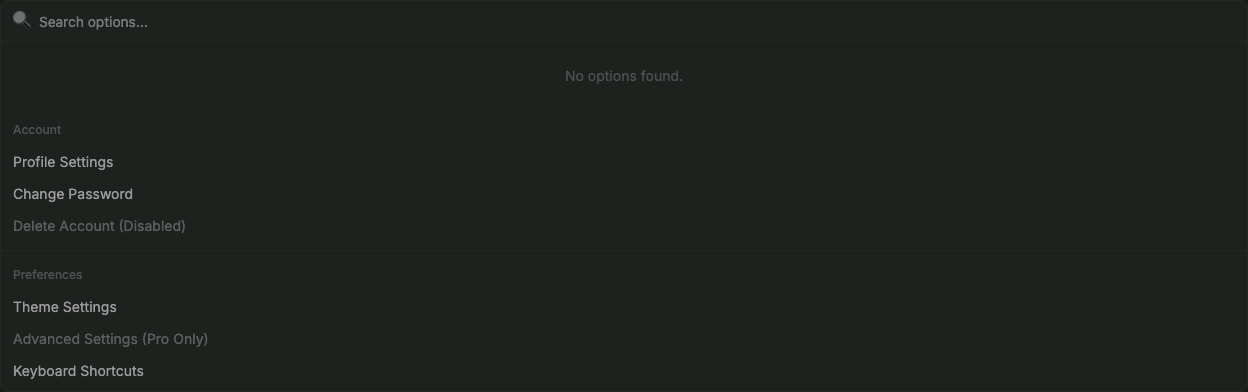 Search options...
No options found.
Account
Profile Settings
Change Password
Delete Account (Disabled)
Preferences
Theme Settings
Advanced Settings (Pro Only)
Keyboard Shortcuts